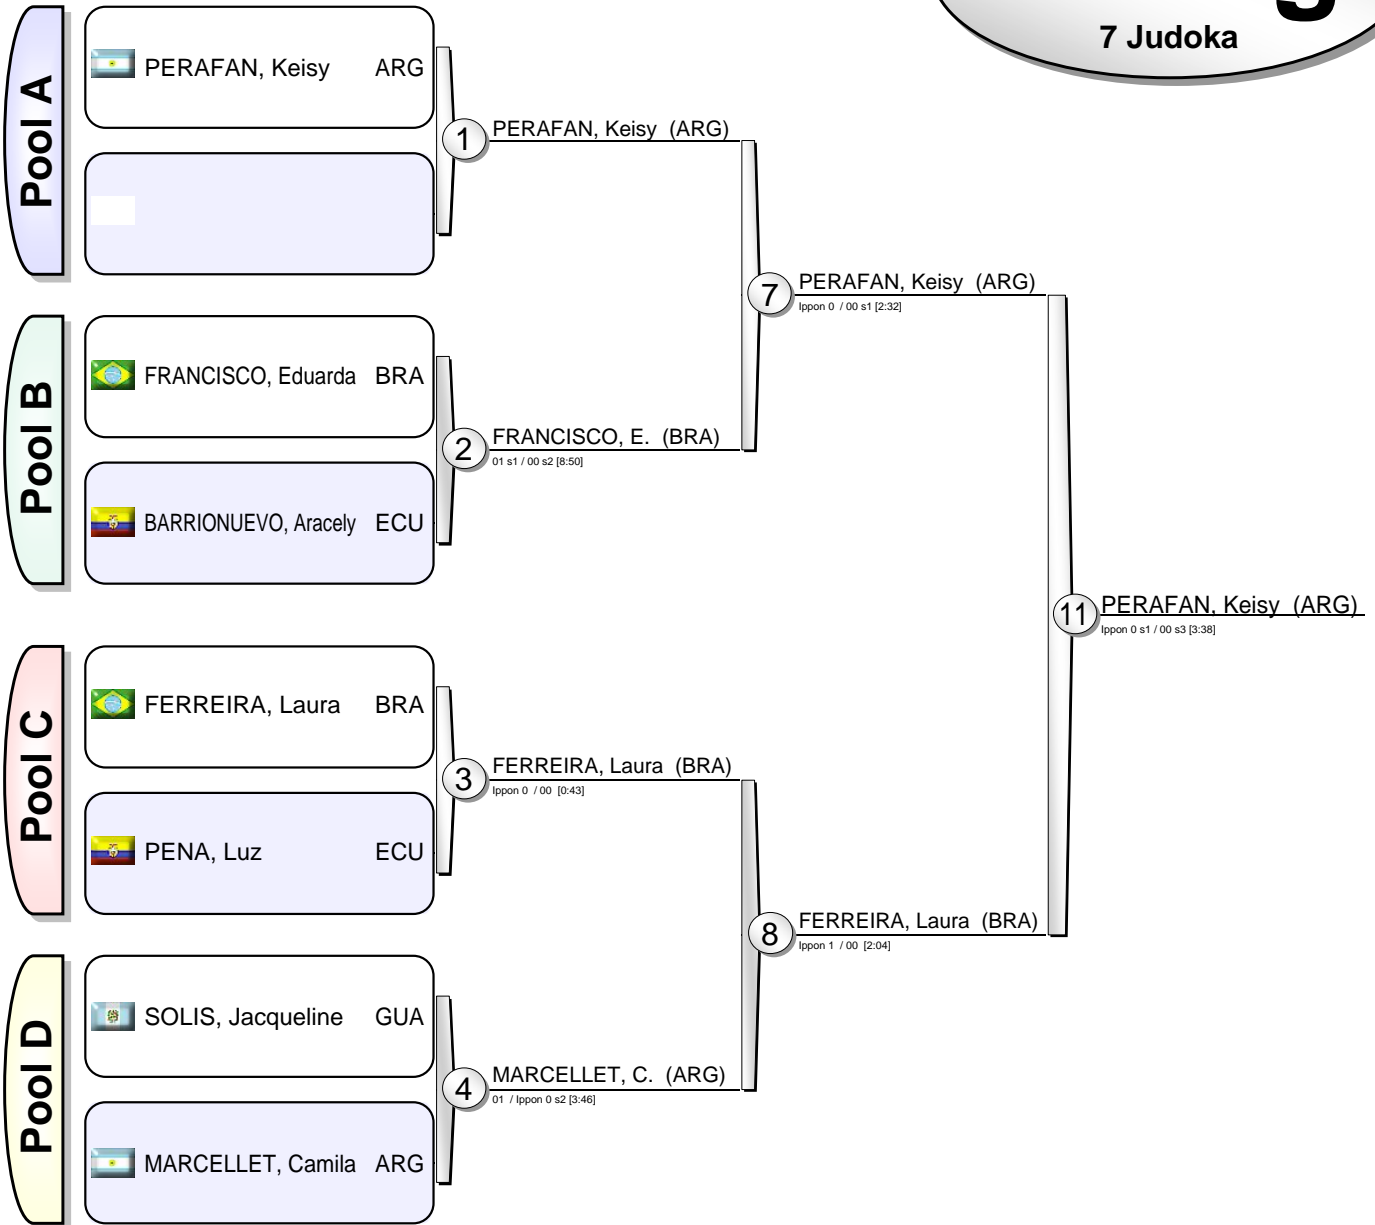 7 Judoka
Pool A
PERAFAN, Keisy ARG
1
PERAFAN, Keisy (ARG)
7
PERAFAN, Keisy (ARG)
Ippon 0 / 00 s1 [2:32]
Pool B
FRANCISCO, Eduarda BRA
2
FRANCISCO, E. (BRA)
01 s1 / 00 s2 [8:50]
BARRIONUEVO, Aracely ECU
11
PERAFAN, Keisy (ARG)
Ippon 0 s1 / 00 s3 [3:38]
Pool C
FERREIRA, Laura BRA
3
FERREIRA, Laura (BRA)
Ippon 0 / 00 [0:43]
PENA, Luz ECU
8
FERREIRA, Laura (BRA)
Ippon 1 / 00 [2:04]
Pool D
SOLIS, Jacqueline GUA
4
MARCELLET, C. (ARG)
01 / Ippon 0 s2 [3:46]
MARCELLET, Camila ARG